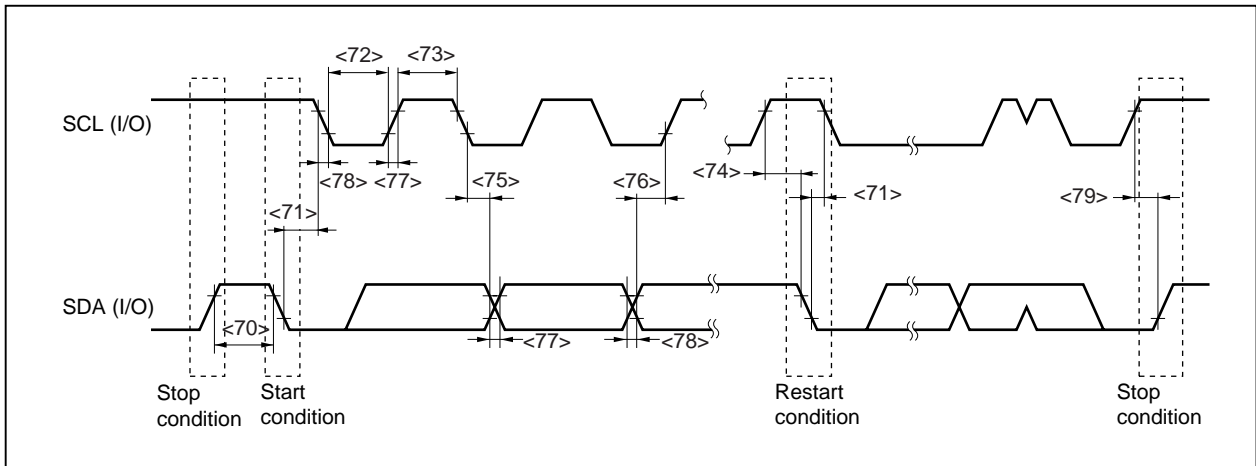 <72> <73>
SCL (I/O)
<78> <77> <75> <76> <74> <71> <79>
<71>
SDA (I/O)
<70> <77> <78>
Stop condition
Start condition
Restart condition
Stop condition